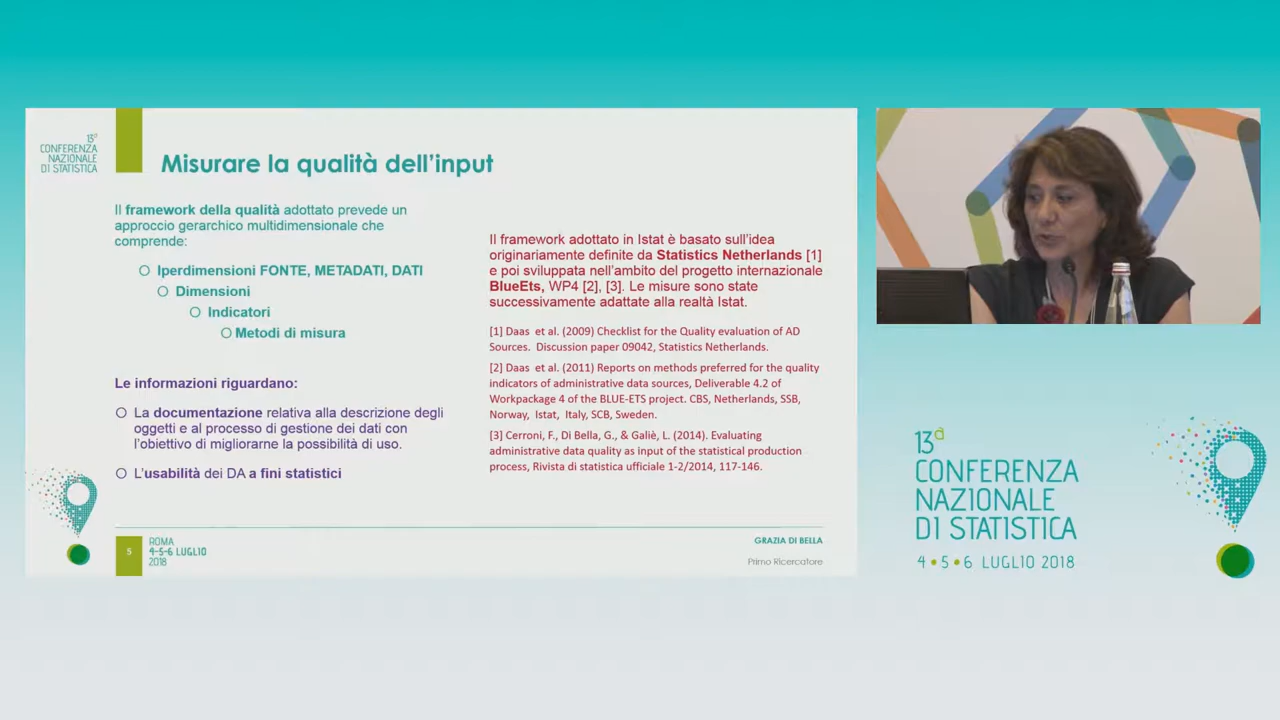 13ª
CONFERENZA
NAZIONALE
DI STATISTICA
Misurare la qualità dell'input
Il framework della qualità adottato prevede un
approccio gerarchico multidimensionale che
comprende:
Iperdimensioni FONTE, METADATI, DATI
Dimensioni
Indicatori
Metodi di misura
Le informazioni riguardano:
La documentazione relativa alla descrizione degli
oggetti e al processo di gestione dei dati con
l'obiettivo di migliorarne la possibilità di uso.
L'usabilità dei DA a fini statistici
Il framework adottato in Istat è basato sull'idea
originariamente definite da Statistics Netherlands [1]
e poi sviluppata nell'ambito del progetto internazionale
BlueEts, WP4 [2], [3]. Le misure sono state
successivamente adattate alla realtà Istat.
[1] Daas et al. (2009) Checklist for the Quality evaluation of AD
Sources. Discussion paper 09042, Statistics Netherlands.
[2] Daas et al. (2011) Reports on methods preferred for the quality
indicators of administrative data sources, Deliverable 4.2 of
Workpackage 4 of the BLUE-ETS project. CBS, Netherlands, SSB,
Norway, Istat, Italy, SCB, Sweden.
[3] Cerroni, F., Di Bella, G., & Galiè, L. (2014). Evaluating
administrative data quality as input of the statistical production
process, Rivista di statistica ufficiale 1-2/2014, 117-146.
5
ROMA
4-5-6 LUGLIO
2018
GRAZIA DI BELLA
Primo Ricercatore
13ª
CONFERENZA
NAZIONALE
DI STATISTICA
4 • 5 • 6 LUGLIO 2018